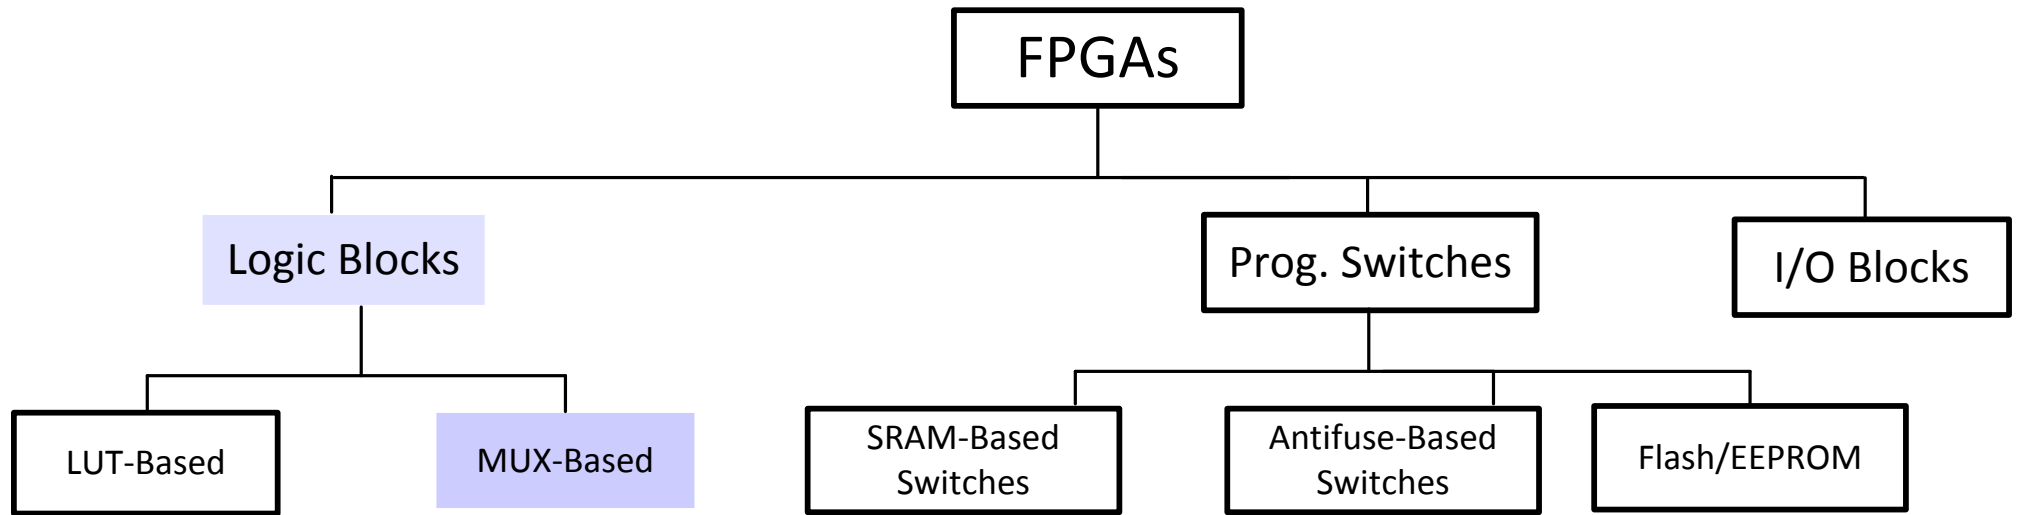 FPGAs
Logic Blocks
Prog. Switches
I/O Blocks
LUT-Based
MUX-Based
SRAM-Based
Switches
Antifuse-Based
Switches
Flash/EEPROM